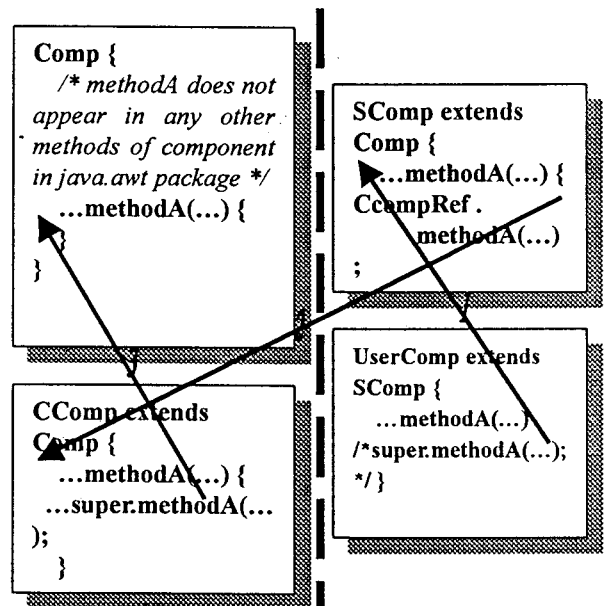 Comp {
/* methodA does not
appear in any other
methods of component
in java.awt package */
...methodA(...) {
}
}
SComp extends
Comp {
...methodA(...) {
CcompRef .
methodA(...)
;
CComp extends
Comp {
...methodA(...) {
...super.methodA(...
);
}
UserComp extends
SComp {
...methodA(...)
/*super.methodA(...);
*/ }